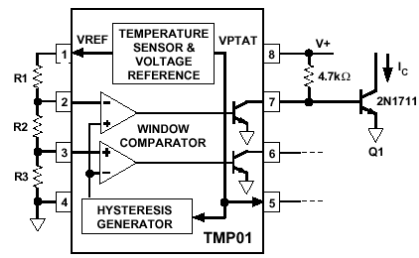 VREF
TEMPERATURE
SENSOR &
VOLTAGE
REFERENCE
VPTAT
1
8
V+
R1
4.7kΩ
IC
2
7
2N1711
R2
WINDOW
COMPARATOR
3
6
Q1
R3
4
HYSTERESIS
GENERATOR
5
TMP01